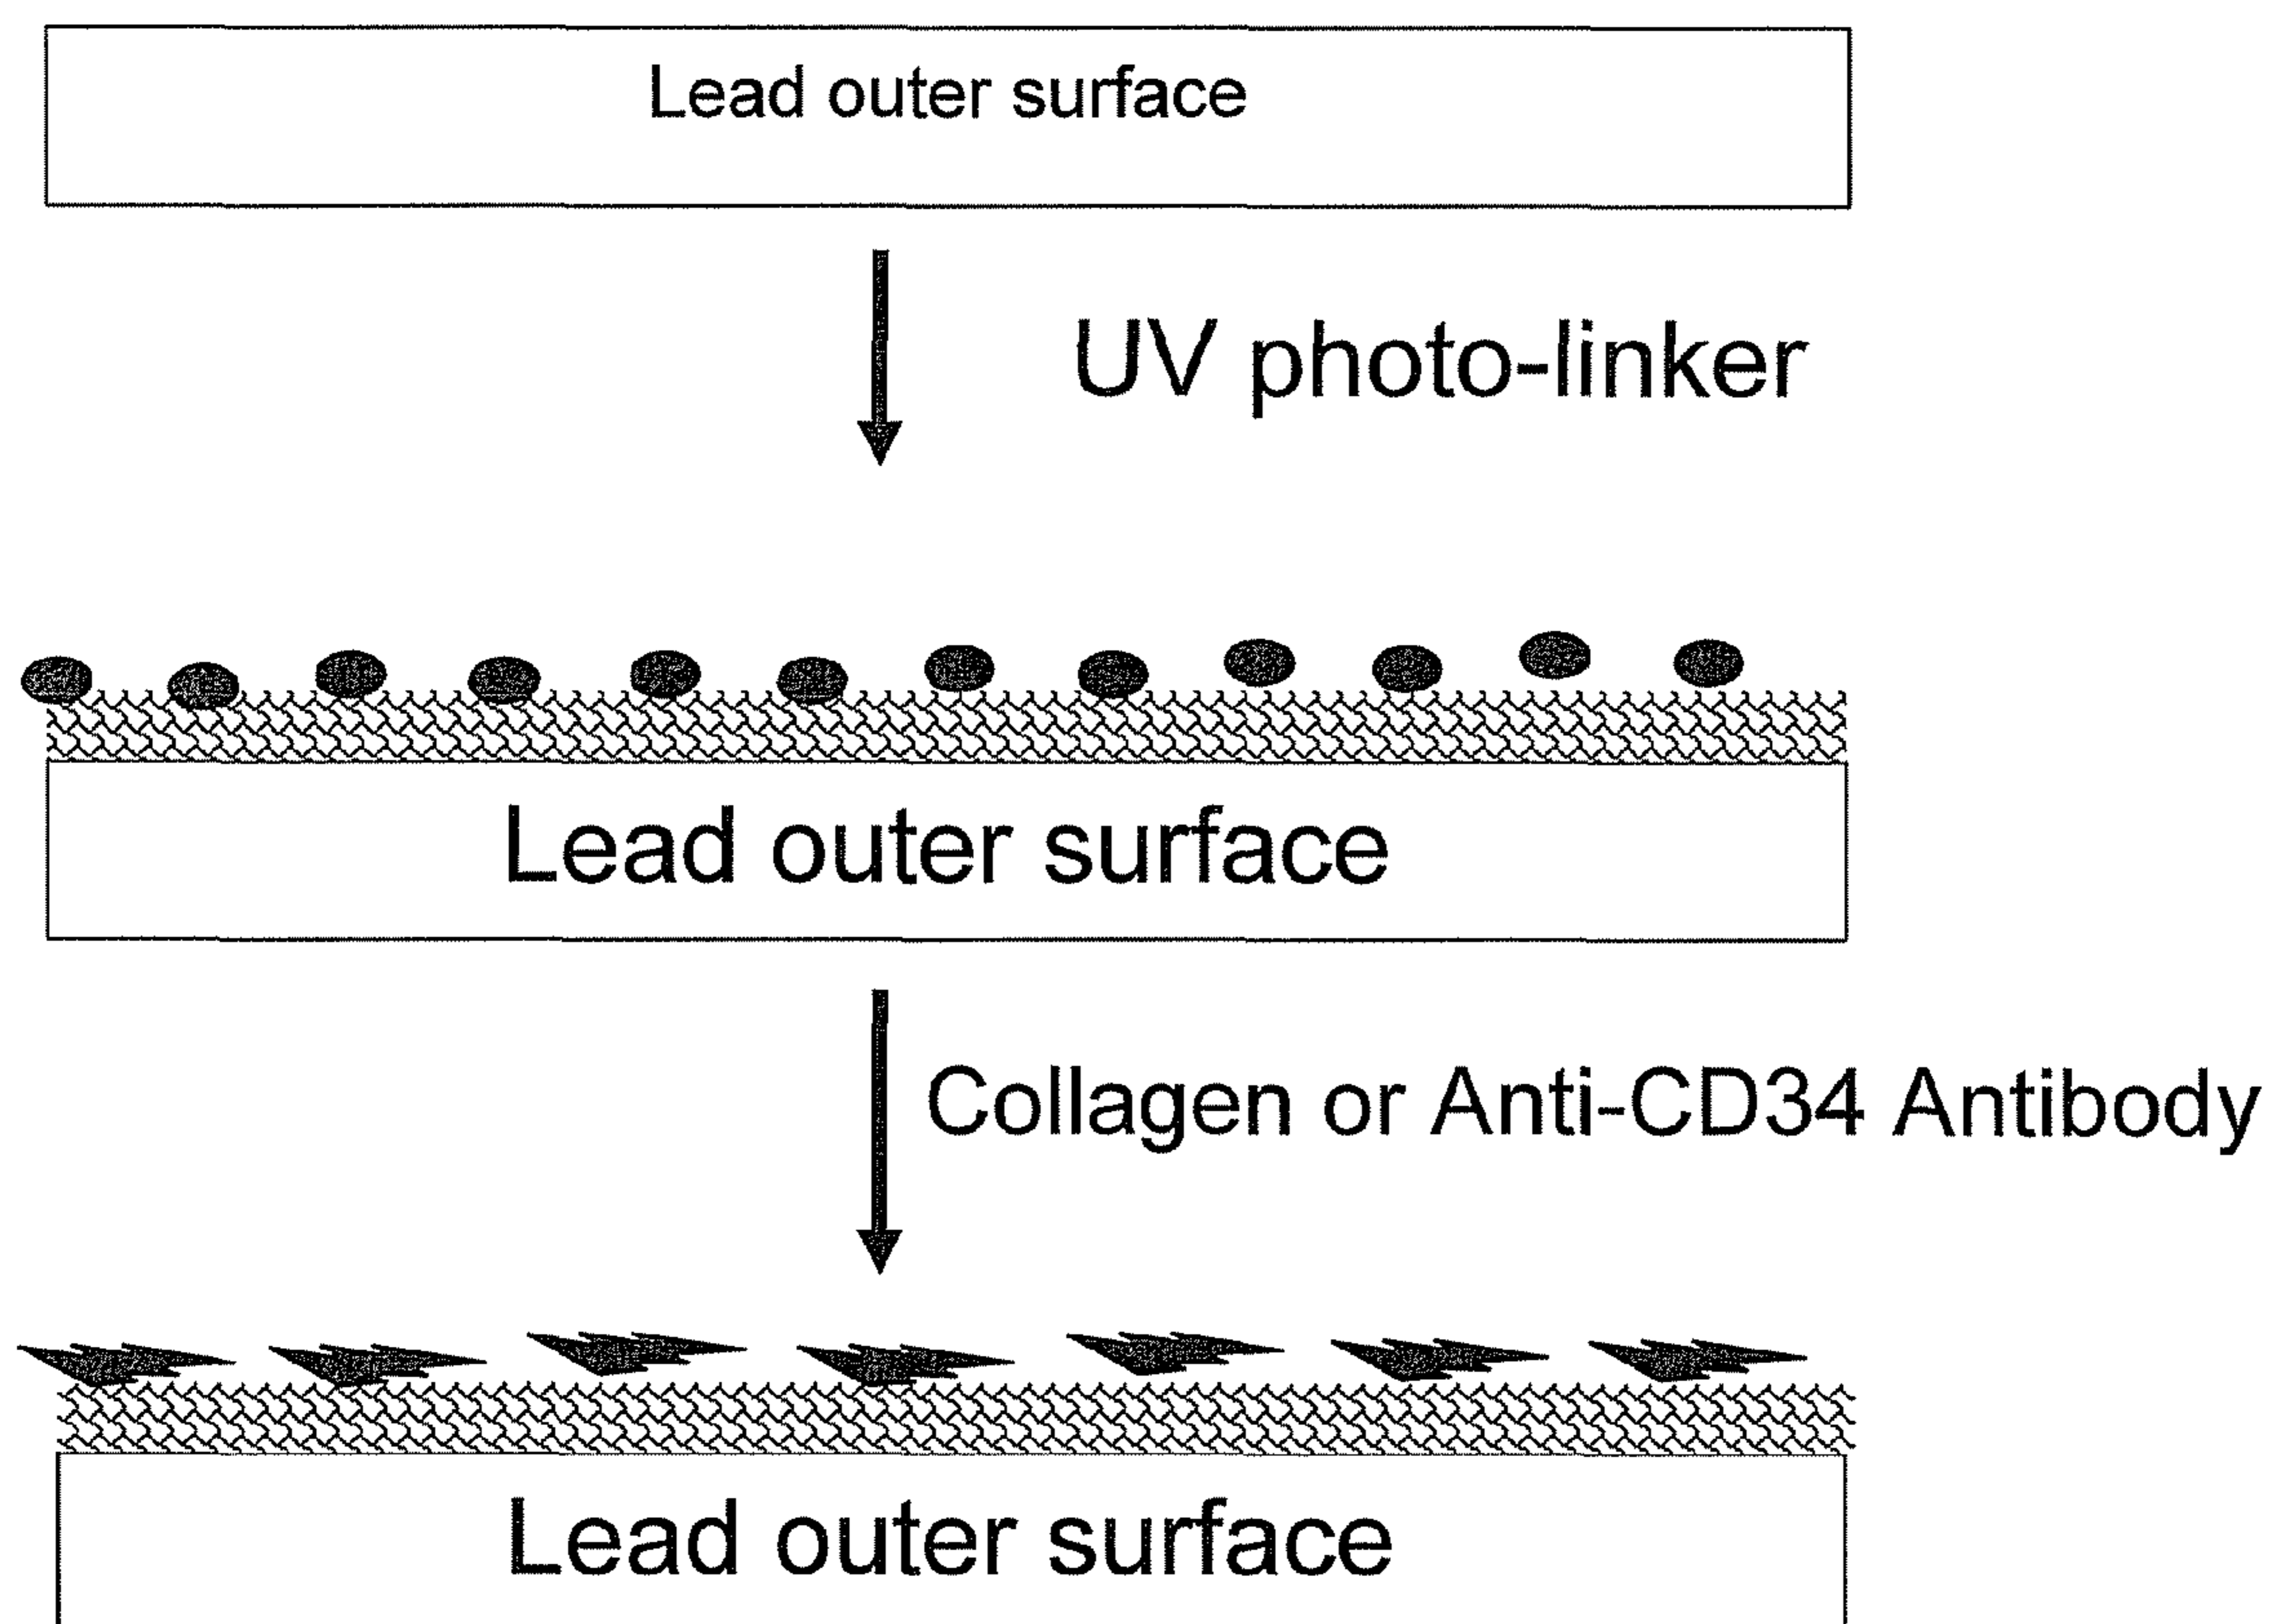 Lead outer surface
UV photo-linker
Lead outer surface
Collagen or Anti-CD34 Antibody
Lead outer surface